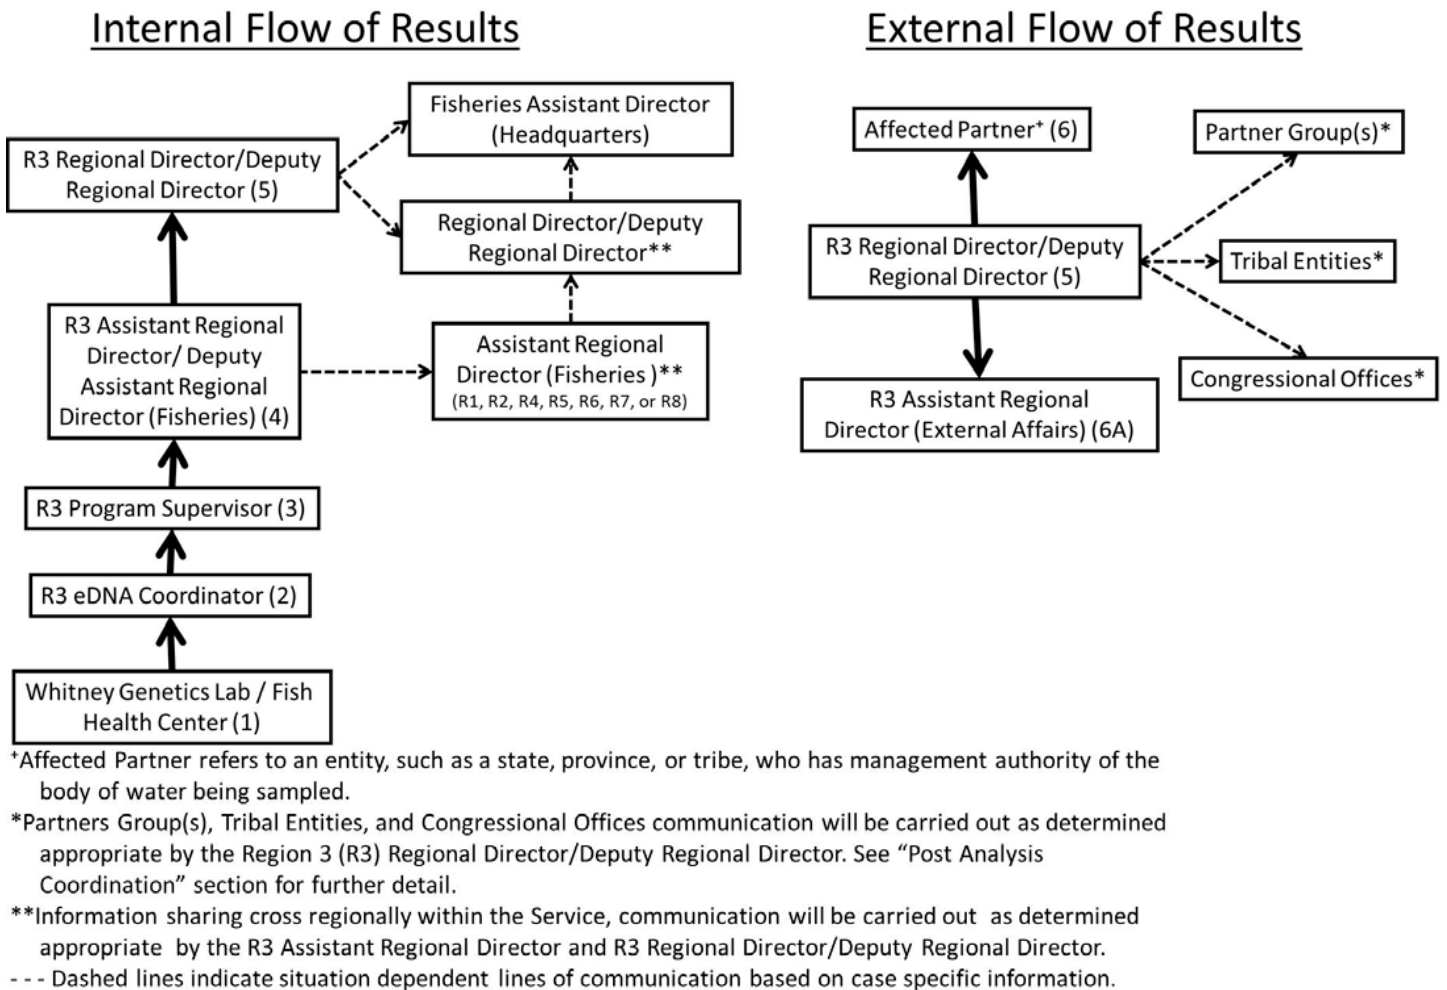 Internal Flow of Results
Fisheries Assistant Director
(Headquarters)
R3 Regional Director/Deputy
Regional Director (5)
Regional Director/Deputy
Regional Director**
R3 Assistant Regional
Director/ Deputy
Assistant Regional
Director (Fisheries) (4)
Assistant Regional
Director (Fisheries )**
(R1, R2, R4, R5, R6, R7, or R8)
R3 Program Supervisor (3)
R3 eDNA Coordinator (2)
Whitney Genetics Lab / Fish
Health Center (1)
External Flow of Results
Affected Partner⁺ (6)
Partner Group(s)*
R3 Regional Director/Deputy
Regional Director (5)
Tribal Entities*
Congressional Offices*
R3 Assistant Regional
Director (External Affairs) (6A)
⁺Affected Partner refers to an entity, such as a state, province, or tribe, who has management authority of the
body of water being sampled.
*Partners Group(s), Tribal Entities, and Congressional Offices communication will be carried out as determined
appropriate by the Region 3 (R3) Regional Director/Deputy Regional Director. See “Post Analysis
Coordination” section for further detail.
**Information sharing cross regionally within the Service, communication will be carried out as determined
appropriate by the R3 Assistant Regional Director and R3 Regional Director/Deputy Regional Director.
- - - Dashed lines indicate situation dependent lines of communication based on case specific information.